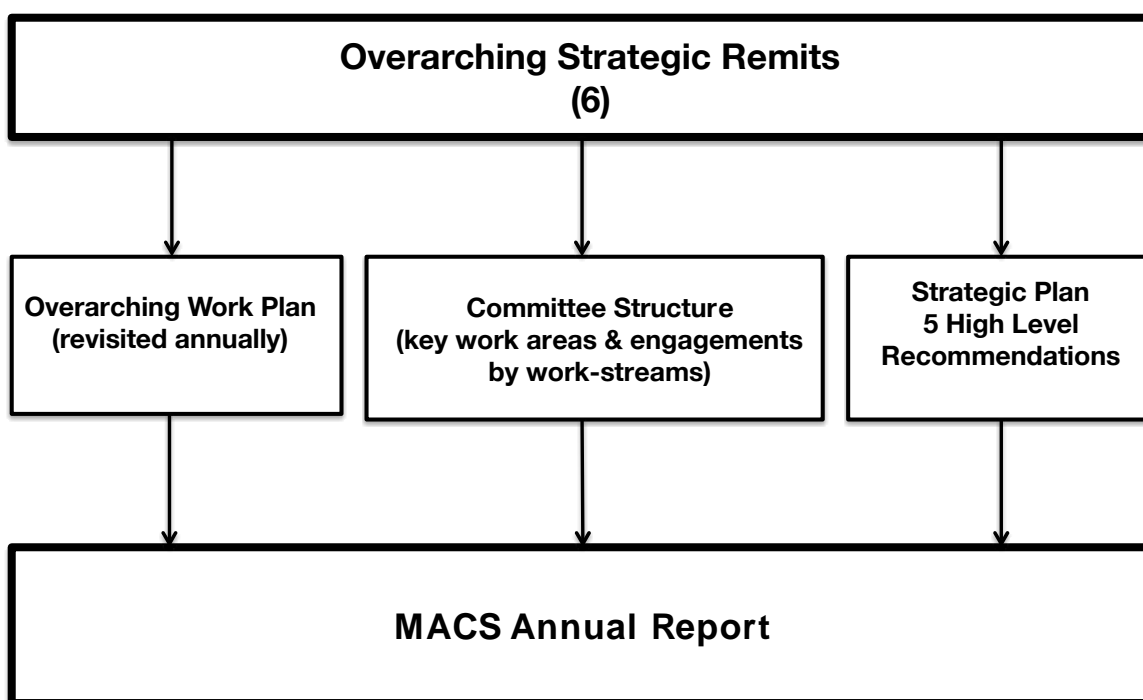 Overarching Strategic Remits
(6)
Overarching Work Plan
(revisited annually)
Committee Structure
(key work areas & engagements
by work-streams)
Strategic Plan
5 High Level
Recommendations
MACS Annual Report